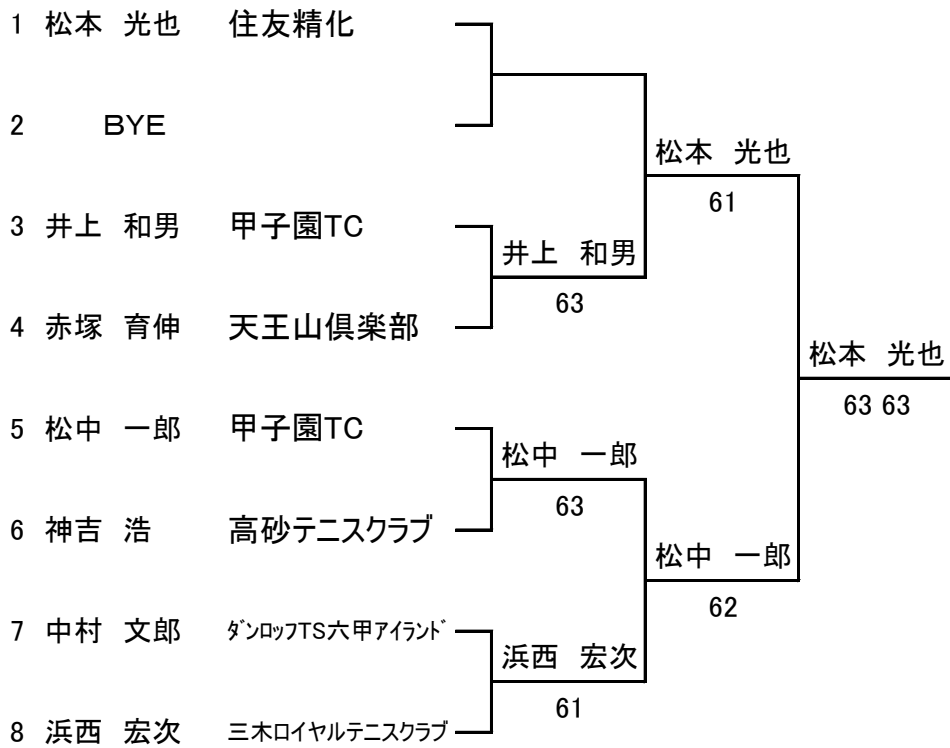 1 松本 光也 住友精化
2 BYE
松本 光也
61
3 井上 和男 甲子園TC
井上 和男
63
4 赤塚 育伸 天王山倶楽部
松本 光也
63 63
5 松中 一郎 甲子園TC
松中 一郎
63
6 神吉 浩 高砂テニスクラブ
松中 一郎
62
7 中村 文郎 ﾀﾞﾝﾛｯﾌTS六甲アイランド
浜西 宏次
61
8 浜西 宏次 三木ロイヤルテニスクラブ